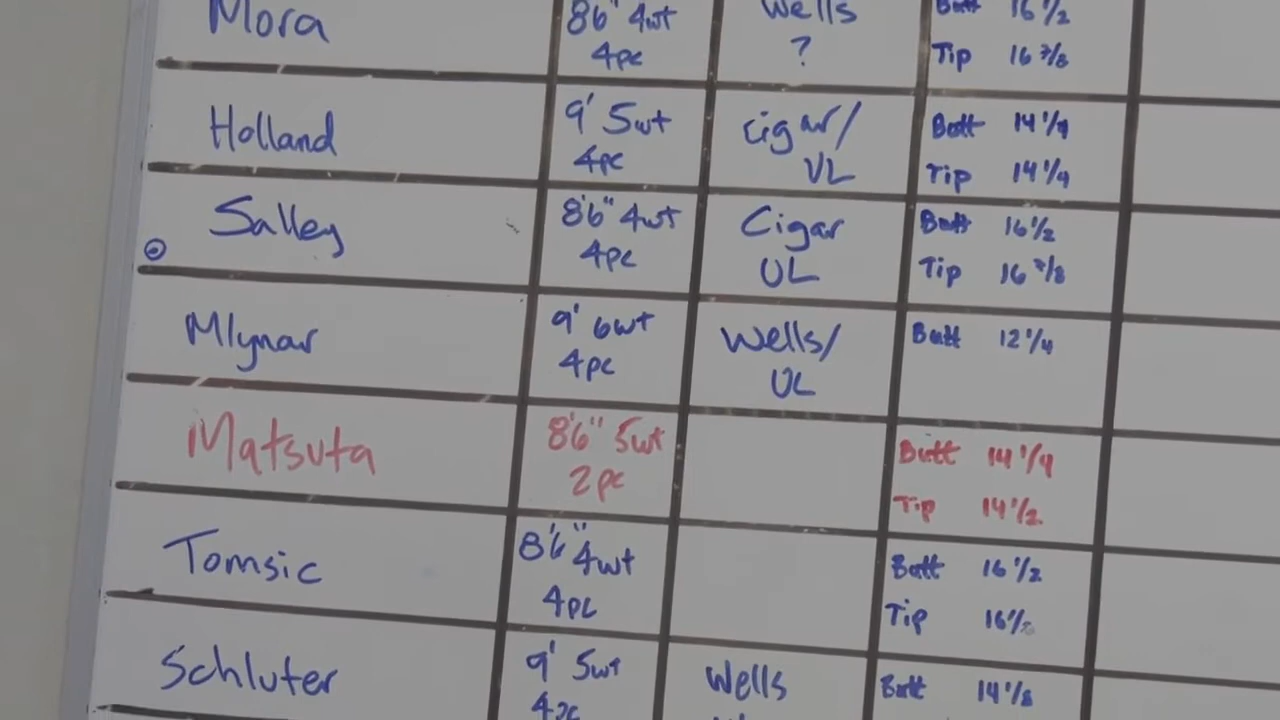 Mora 8'6" 4wt Wells Butt 16 1/2
4pc ? Tip 16 3/8
Holland 9' 5wt Cigar/ Butt 14 1/4
4pc UL Tip 14 1/4
Salley 8'6" 4wt Cigar Butt 16 1/2
4pc UL Tip 16 3/8
Mlynar 9' 6wt Wells/ Butt 12 1/4
4pc UL
Matsuta 8'6" 5wt Butt 14 1/4
2pc Tip 14 1/2
Tomsic 8'6" 4wt Butt 16 1/2
4pc Tip 16 1/2
Schluter 9' 5wt Wells Butt 14 1/8
4pc